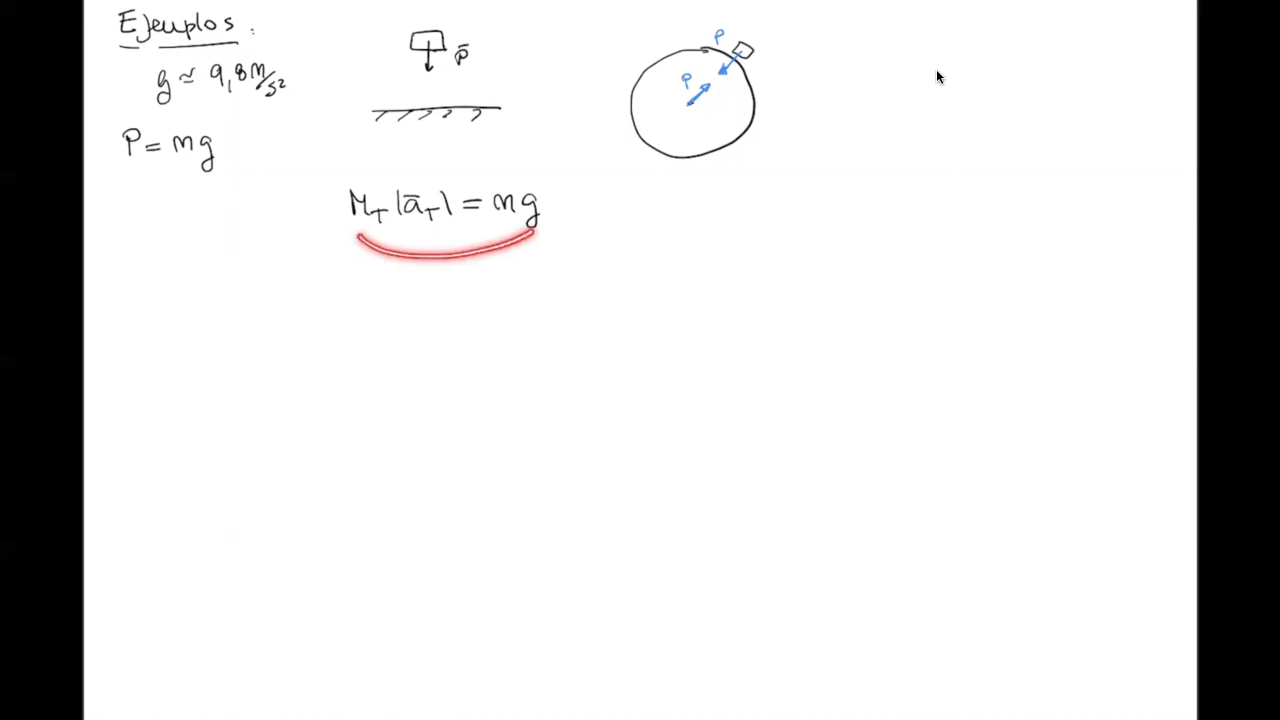 Ejemplos.
g ≃ 9,8 m/s²
P = mg
P̄
P
P
M_T |ā_T| = mg